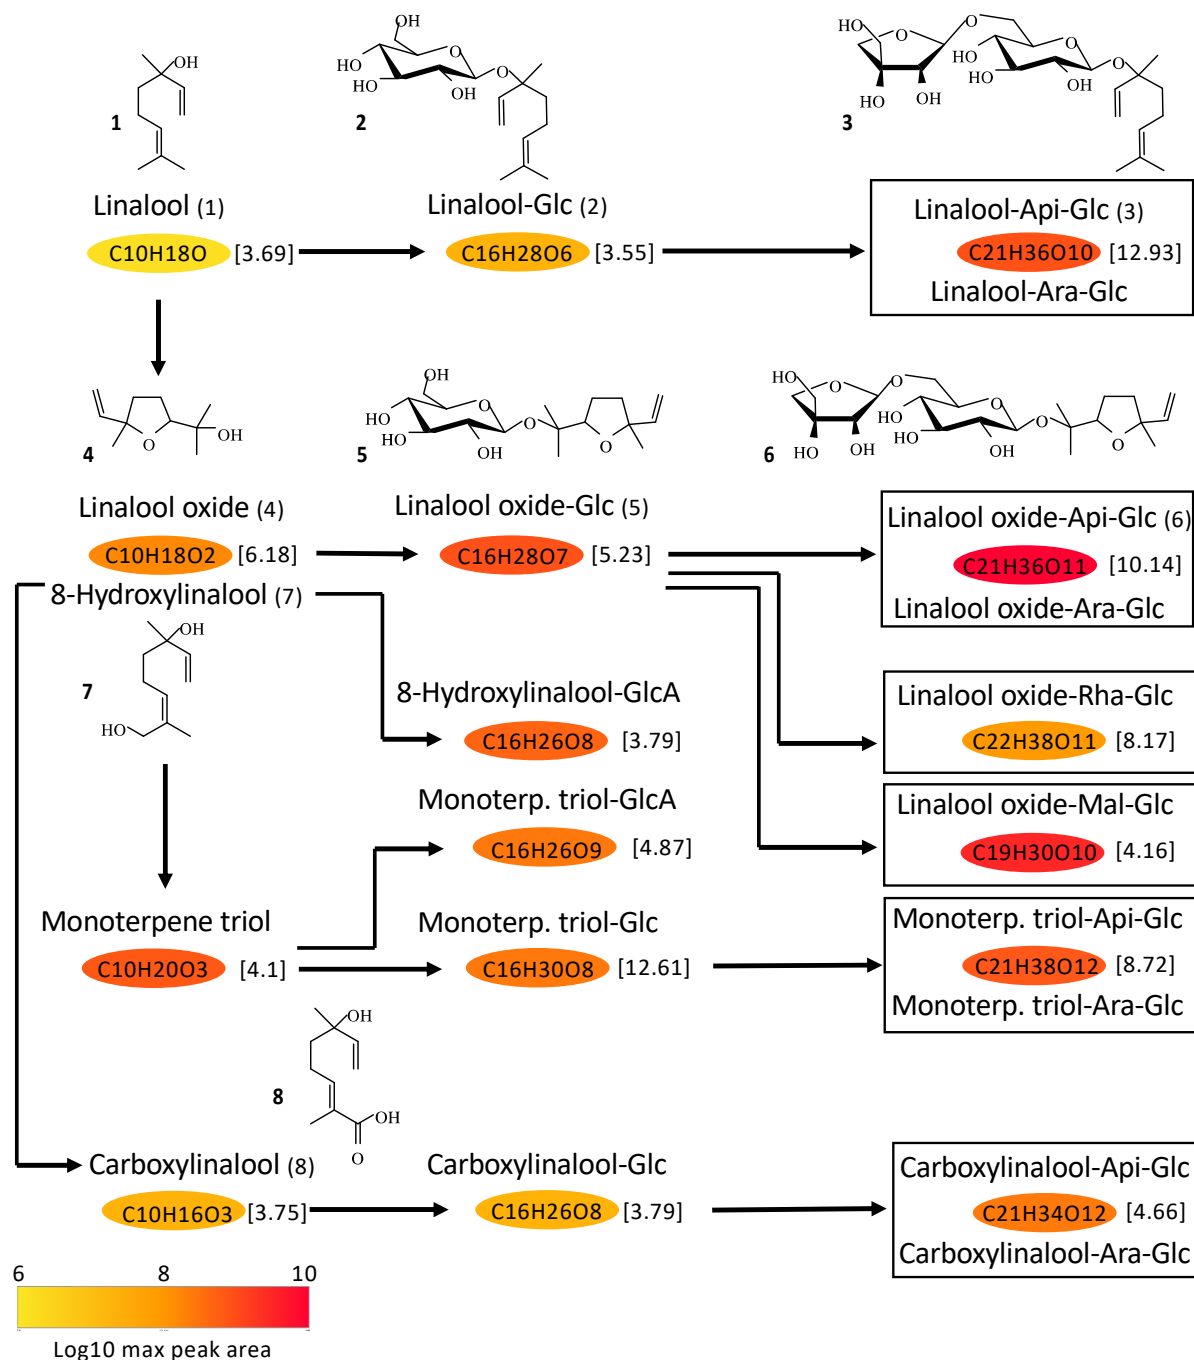 OH
OH
O
HO
HO
OH
O
OH
HO
HO
OH
O
O
O
HO
HO
OH
O
O
1
2
3
Linalool (1)
Linalool-Glc (2)
Linalool-Api-Glc (3)
C10H18O [3.69]
C16H28O6 [3.55]
C21H36O10 [12.93]
Linalool-Ara-Glc
OH
O
4
OH
HO
HO
O
OH
O
O
5
HO
O
O
HO
OH
HO
HO
O
OH
O
O
6
Linalool oxide (4)
Linalool oxide-Glc (5)
Linalool oxide-Api-Glc (6)
C10H18O2 [6.18]
C16H28O7 [5.23]
C21H36O11 [10.14]
8-Hydroxylinalool (7)
Linalool oxide-Ara-Glc
OH
7
HO
8-Hydroxylinalool-GlcA
Linalool oxide-Rha-Glc
C16H26O8 [3.79]
C22H38O11 [8.17]
Monoterp. triol-GlcA
Linalool oxide-Mal-Glc
C16H26O9 [4.87]
C19H30O10 [4.16]
Monoterpene triol
Monoterp. triol-Glc
Monoterp. triol-Api-Glc
C10H20O3 [4.1]
C16H30O8 [12.61]
C21H38O12 [8.72]
Monoterp. triol-Ara-Glc
OH
8
OH
O
Carboxylinalool (8)
Carboxylinalool-Glc
Carboxylinalool-Api-Glc
C10H16O3 [3.75]
C16H26O8 [3.79]
C21H34O12 [4.66]
Carboxylinalool-Ara-Glc
6 8 10
Log10 max peak area